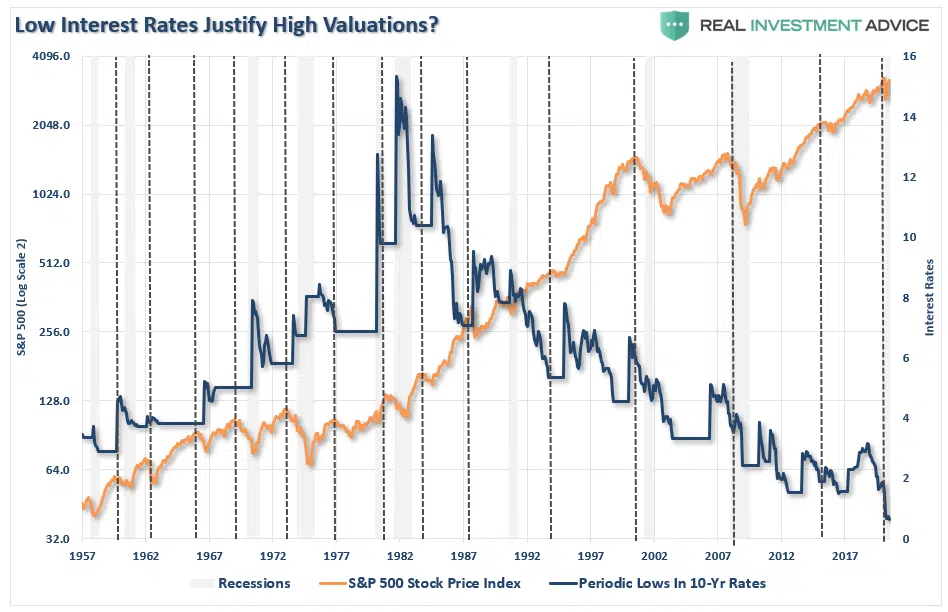 Low Interest Rates Justify High Valuations?
REAL INVESTMENT ADVICE
4096.0
2048.0
1024.0
512.0
256.0
128.0
64.0
32.0
S&P 500 (Log Scale 2)
16
14
12
10
8
6
4
2
0
Interest Rates
1957 1962 1967 1972 1977 1982 1987 1992 1997 2002 2007 2012 2017
Recessions S&P 500 Stock Price Index Periodic Lows In 10-Yr Rates